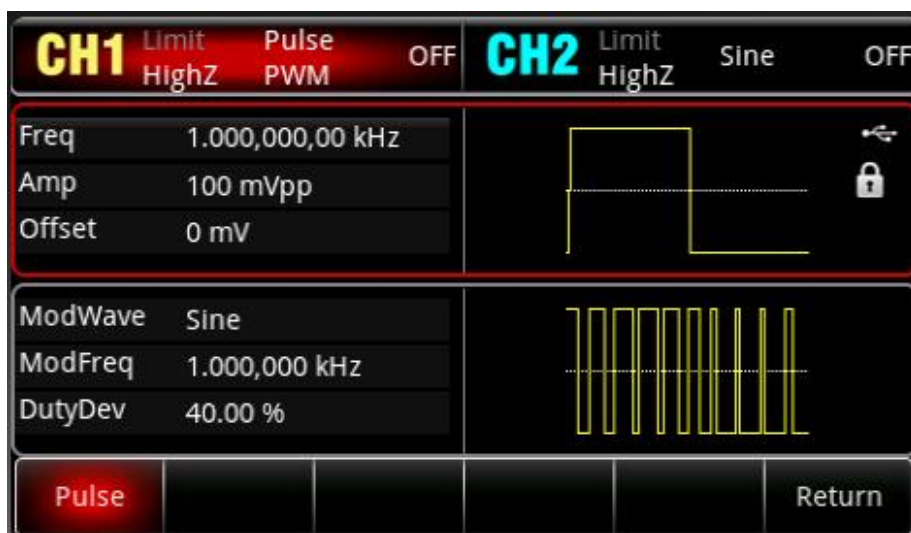 CH1 Limit Pulse OFF CH2 Limit Sine OFF
HighZ PWM HighZ
Freq 1.000,000,00 kHz
Amp 100 mVpp
Offset 0 mV
ModWave Sine
ModFreq 1.000,000 kHz
DutyDev 40.00 %
Pulse Return